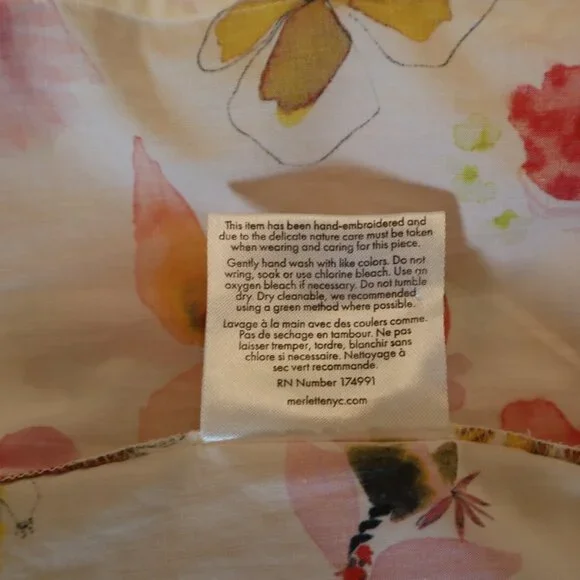 This item has been hand-embroidered and
due to the delicate nature care must be taken
when wearing and caring for this piece.
Gently hand wash with like colors. Do not
wring, soak or use chlorine bleach. Use an
oxygen bleach if necessary. Do not tumble
dry. Dry cleanable, we recommended
using a green method where possible.
Lavage à la main avec des coulers comme.
Pas de sechage en tambour. Ne pas
laisser tremper, tordre, blanchir sans
chlore si necessaire. Nettoyage à
sec vert recommande.
RN Number 174991
merlettenyc.com